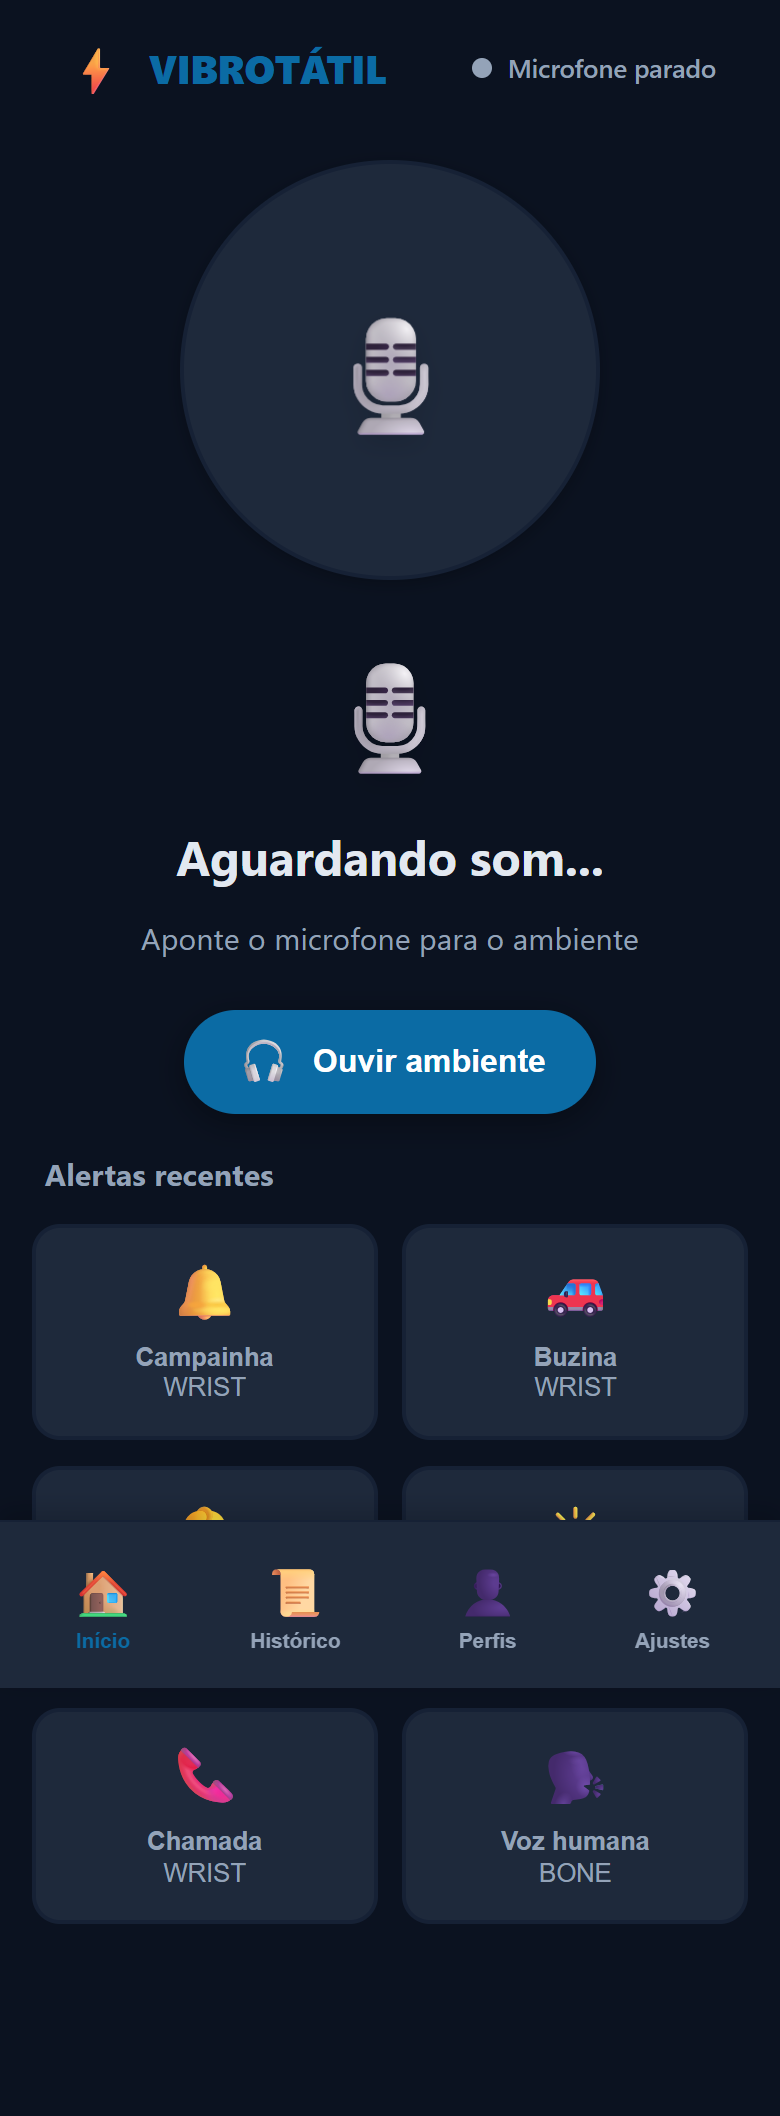 VIBROTÁTIL
Microfone parado
Aguardando som...
Aponte o microfone para o ambiente
Ouvir ambiente
Alertas recentes
Campainha
WRIST
Buzina
WRIST
Início
Histórico
Perfis
Ajustes
Chamada
WRIST
Voz humana
BONE